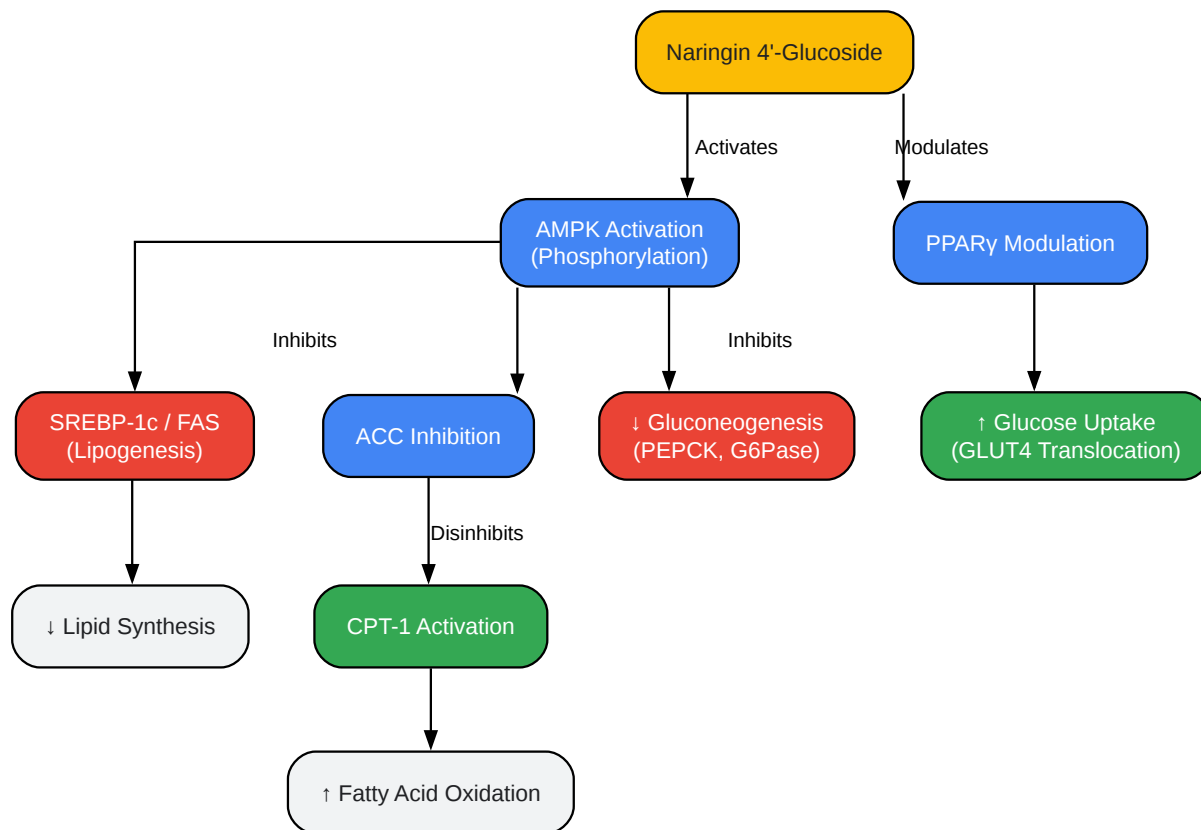 Naringin 4'-Glucoside
Activates
Modulates
AMPK Activation
(Phosphorylation)
PPARγ Modulation
Inhibits
Inhibits
SREBP-1c / FAS
(Lipogenesis)
ACC Inhibition
↓ Gluconeogenesis
(PEPCK, G6Pase)
↑ Glucose Uptake
(GLUT4 Translocation)
Disinhibits
↓ Lipid Synthesis
CPT-1 Activation
↑ Fatty Acid Oxidation